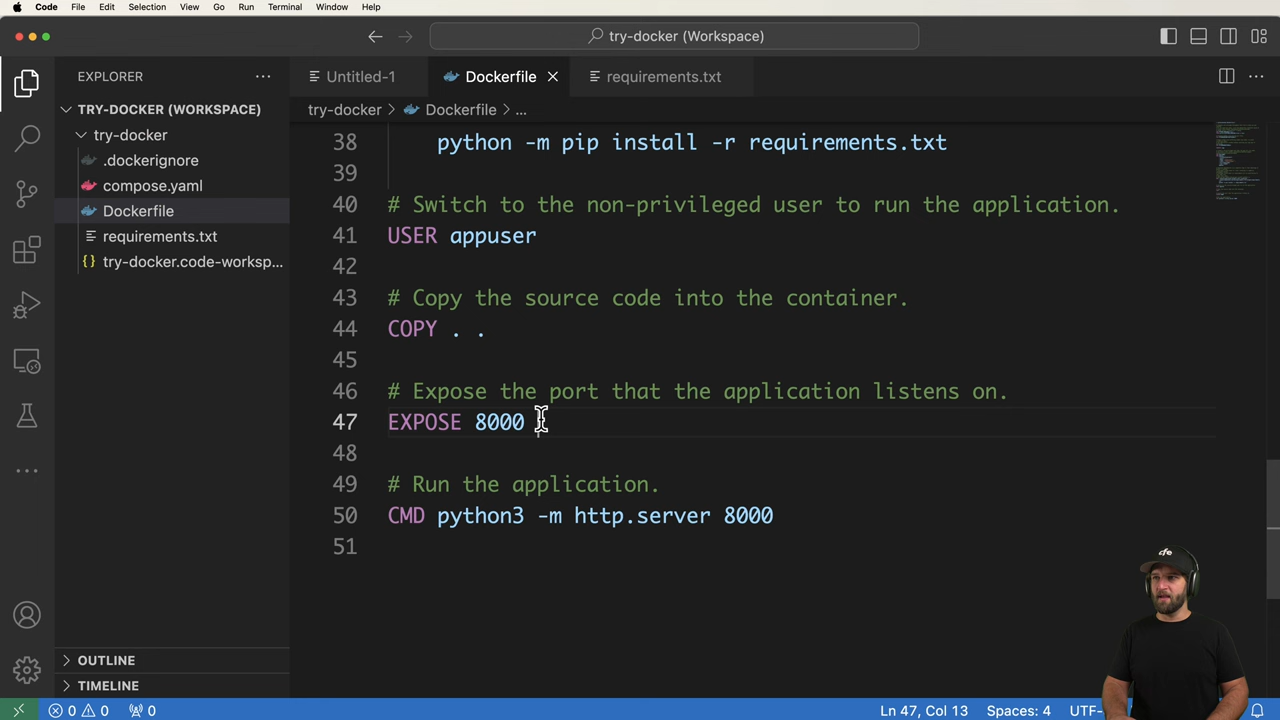 Code File Edit Selection View Go Run Terminal Window Help
try-docker (Workspace)
EXPLORER
Untitled-1
Dockerfile
requirements.txt
TRY-DOCKER (WORKSPACE)
try-docker
.dockerignore
compose.yaml
Dockerfile
requirements.txt
{} try-docker.code-worksp...
try-docker > Dockerfile > ...
38 python -m pip install -r requirements.txt
39
40 # Switch to the non-privileged user to run the application.
41 USER appuser
42
43 # Copy the source code into the container.
44 COPY . .
45
46 # Expose the port that the application listens on.
47 EXPOSE 8000
48
49 # Run the application.
50 CMD python3 -m http.server 8000
51
OUTLINE
TIMELINE
0 0 0
Ln 47, Col 13 Spaces: 4 UTF-
cfe